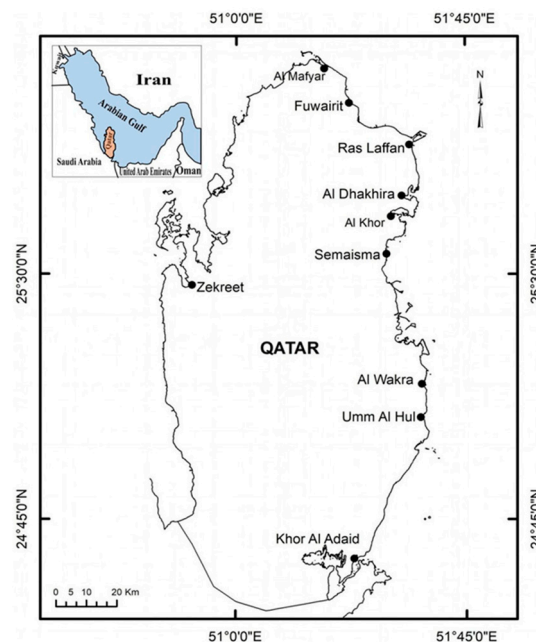 51°0'0"E
51°45'0"E
Iran
Kuwait
Arabian Gulf
Qatar
Saudi Arabia
United Arab Emirates
Oman
N
Al Mafyar
Fuwairit
Ras Laffan
Al Dhakhira
Al Khor
Semaisma
25°30'0"N
25°30'0"N
Zekreet
QATAR
Al Wakra
Umm Al Hul
24°45'0"N
24°45'0"N
Khor Al Adaid
0 5 10 20 Km
51°0'0"E
51°45'0"E